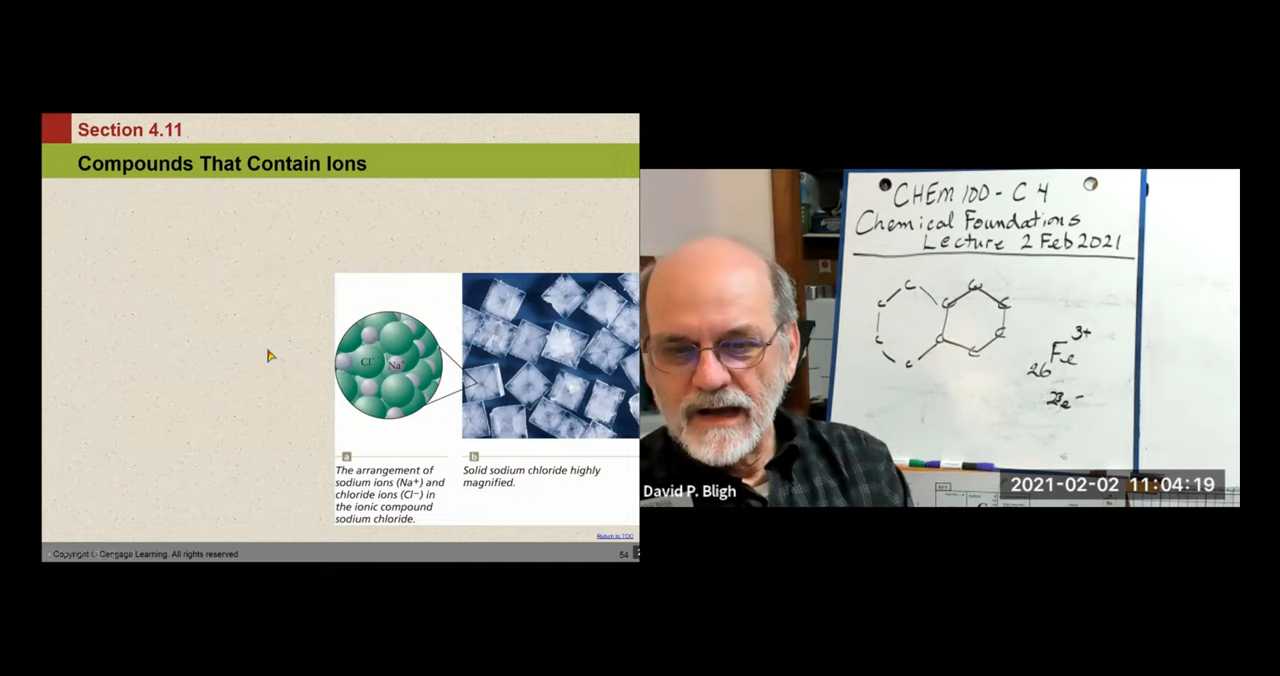 Section 4.11
Compounds That Contain Ions
Cl⁻
Na⁺
a
The arrangement of
sodium ions (Na+) and
chloride ions (Cl−) in
the ionic compound
sodium chloride.
b
Solid sodium chloride highly
magnified.
Return to TOC
Copyright © Cengage Learning. All rights reserved
54
CHEM 100 - C 4
Chemical Foundations
Lecture 2 Feb 2021
C C C C C
C C C C C
26 Fe 3+
23e⁻
David P. Bligh
2021-02-02 11:04:19